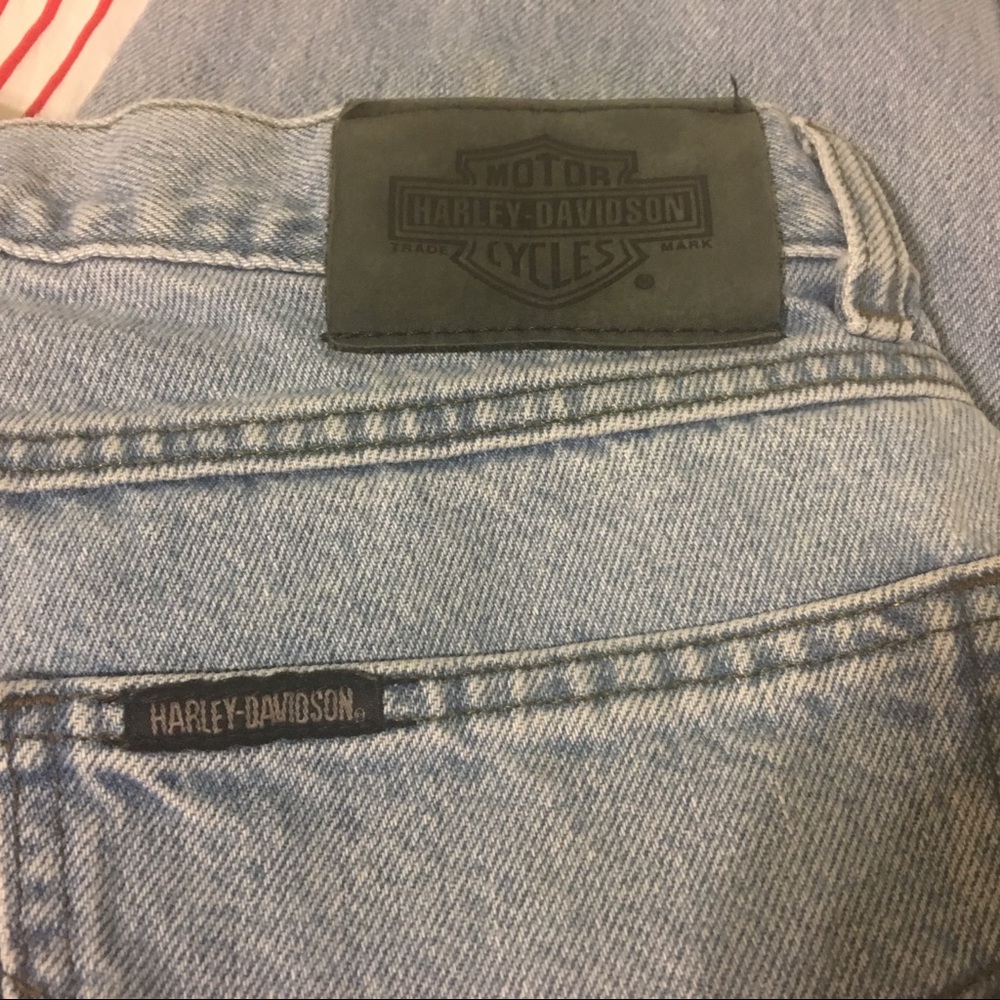 MOTOR
HARLEY-DAVIDSON
TRADE MARK
CYCLES
®
HARLEY-DAVIDSON®